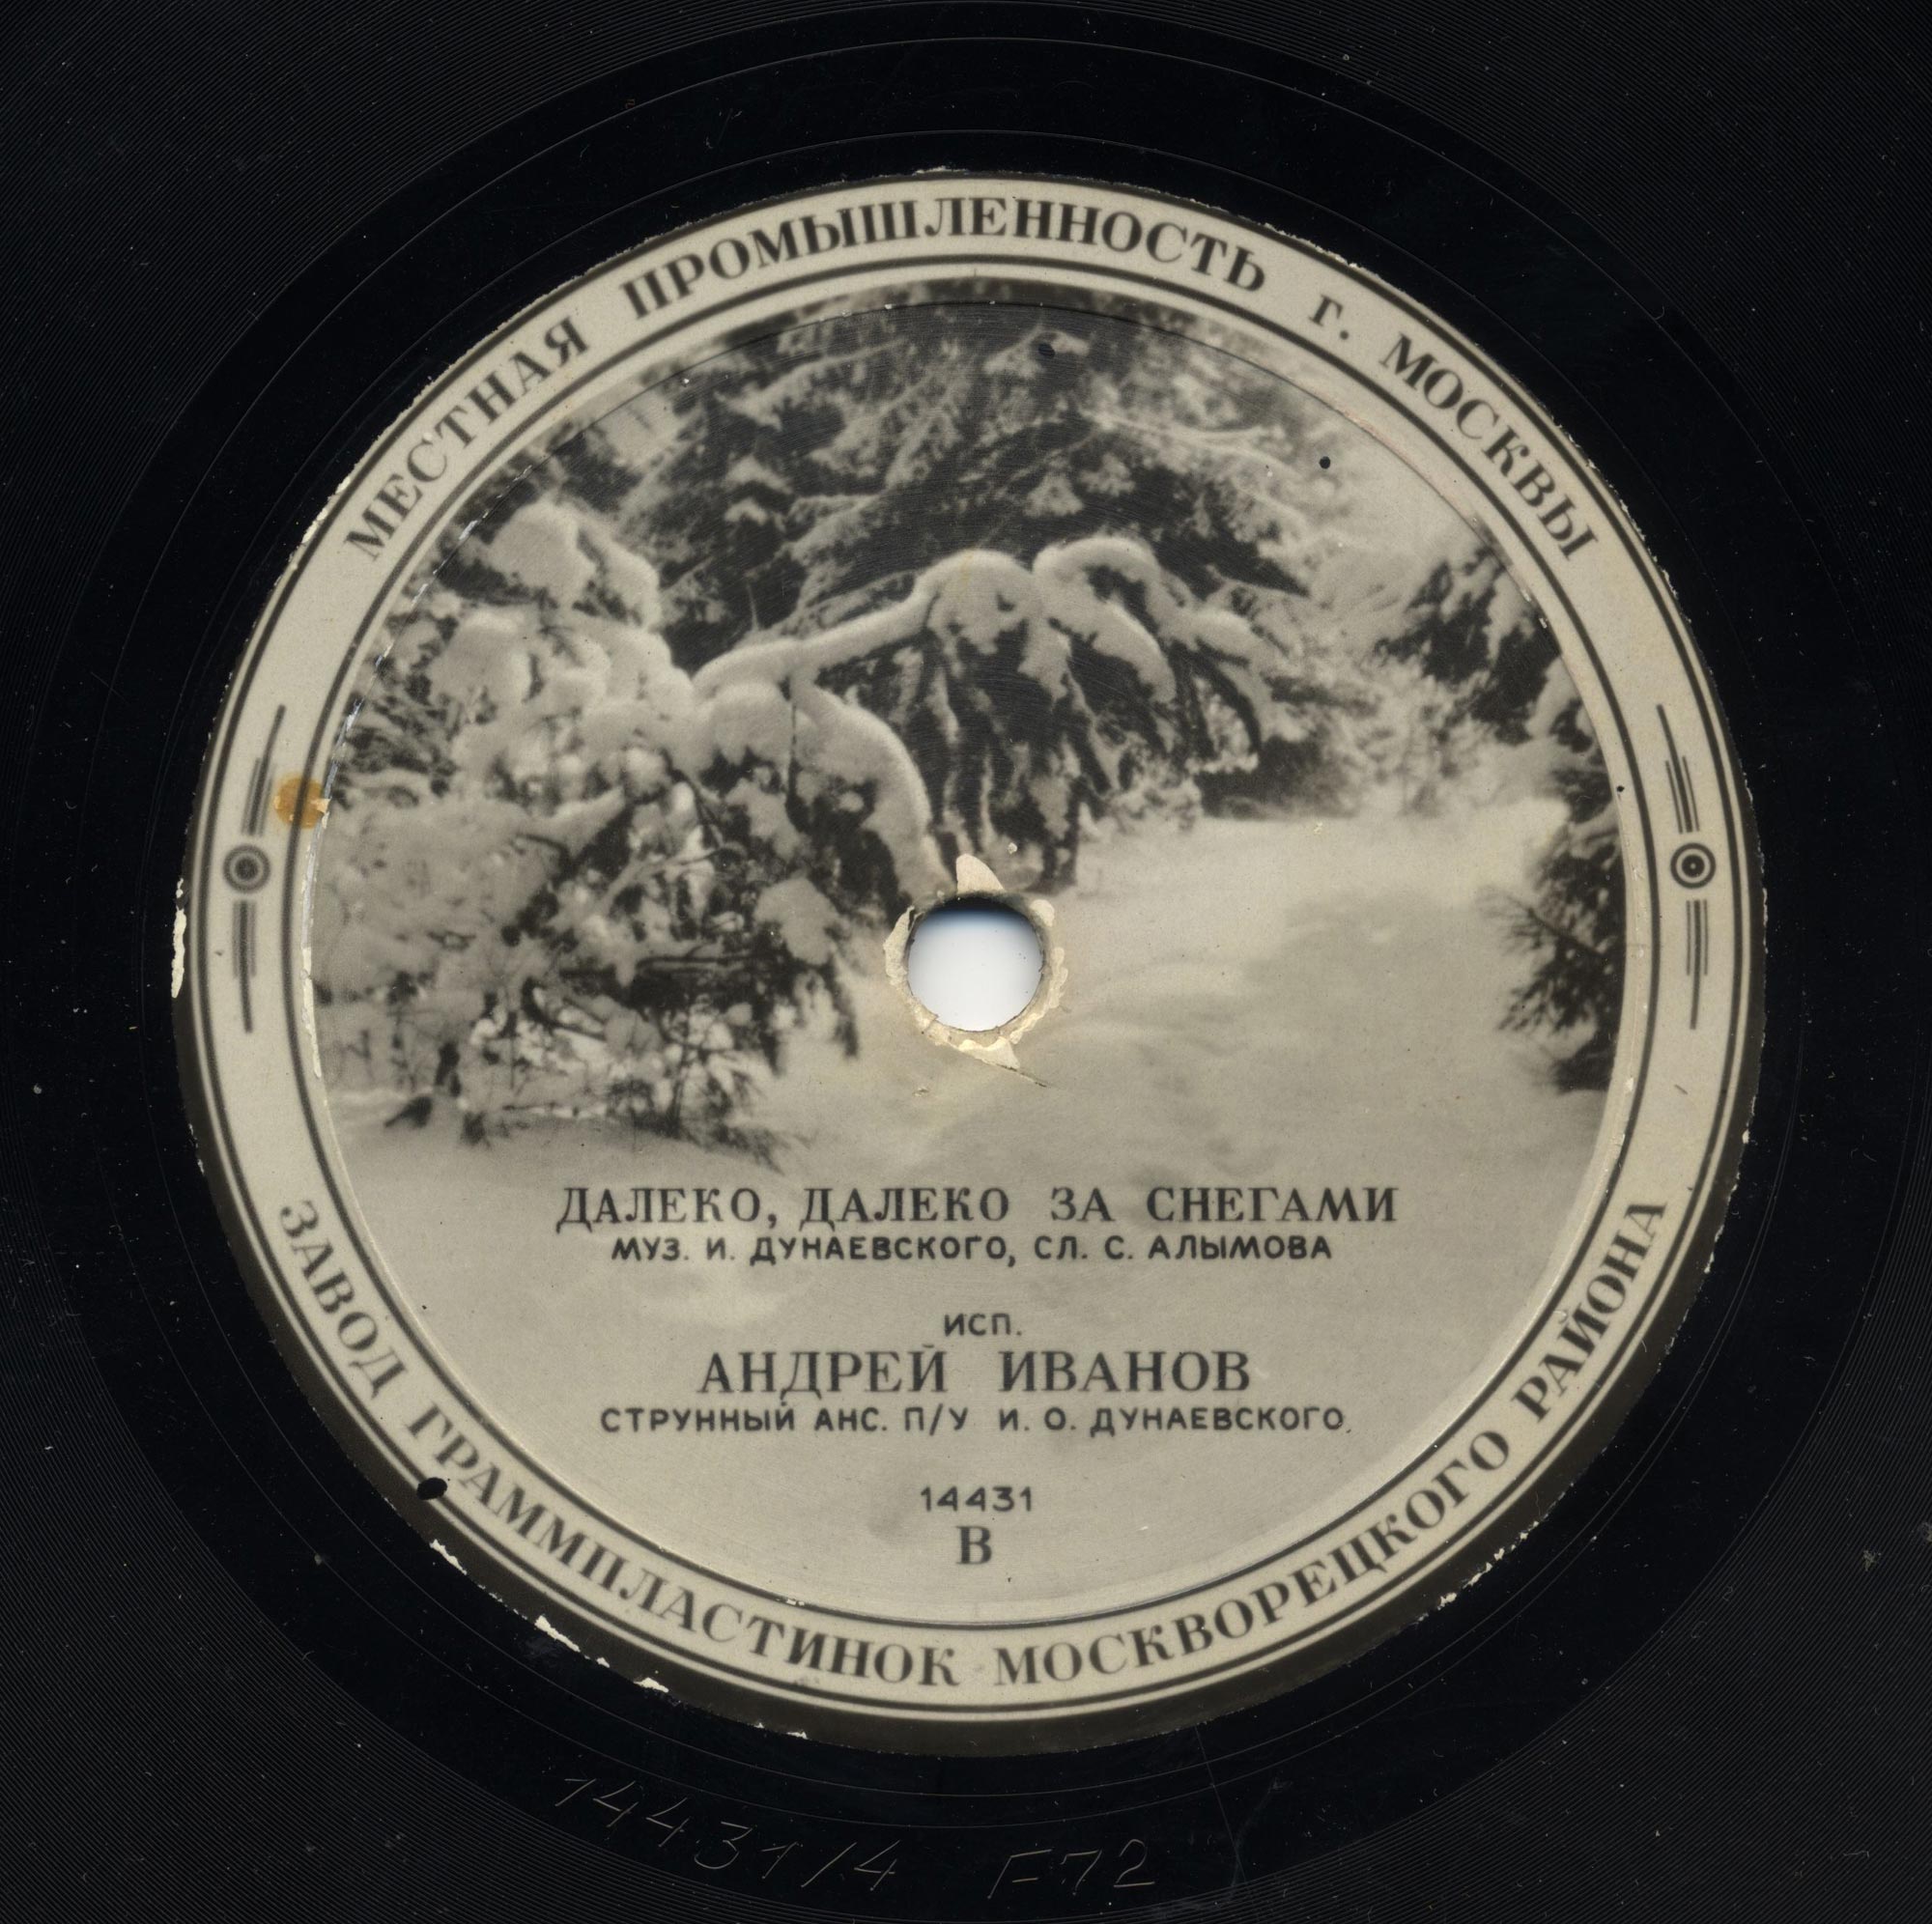 МЕСТНАЯ ПРОМЫШЛЕННОСТЬ г. МОСКВЫ
ДАЛЕКО, ДАЛЕКО ЗА СНЕГАМИ
МУЗ. И. ДУНАЕВСКОГО, СЛ. С. АЛЫМОВА
ИСП.
АНДРЕЙ ИВАНОВ
СТРУННЫЙ АНС. П/У И. О. ДУНАЕВСКОГО
14431
В
ЗАВОД ГРАММПЛАСТИНОК МОСКВОРЕЦКОГО РАЙОНА
14431/4 F72